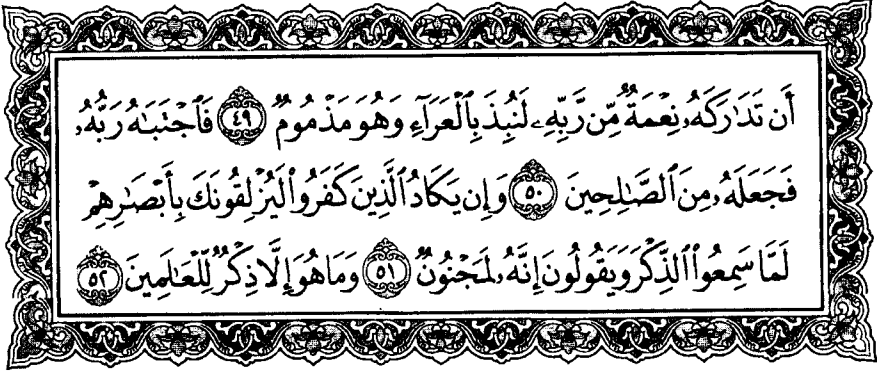 أَن تَدَٰرَكَهُۥ نِعْمَةٌ مِّن رَّبِّهِۦ لَنُبِذَ بِٱلْعَرَآءِ وَهُوَ مَذْمُومٌ ٤٩ فَٱجْتَبَٰهُ رَبُّهُۥ
فَجَعَلَهُۥ مِنَ ٱلصَّٰلِحِينَ ٥٠ وَإِن يَكَادُ ٱلَّذِينَ كَفَرُوا۟ لَيُزْلِقُونَكَ بِأَبْصَٰرِهِمْ
لَمَّا سَمِعُوا۟ ٱلذِّكْرَ وَيَقُولُونَ إِنَّهُۥ لَمَجْنُونٌ ٥١ وَمَا هُوَ إِلَّا ذِكْرٌ لِّلْعَٰلَمِينَ ٥٢